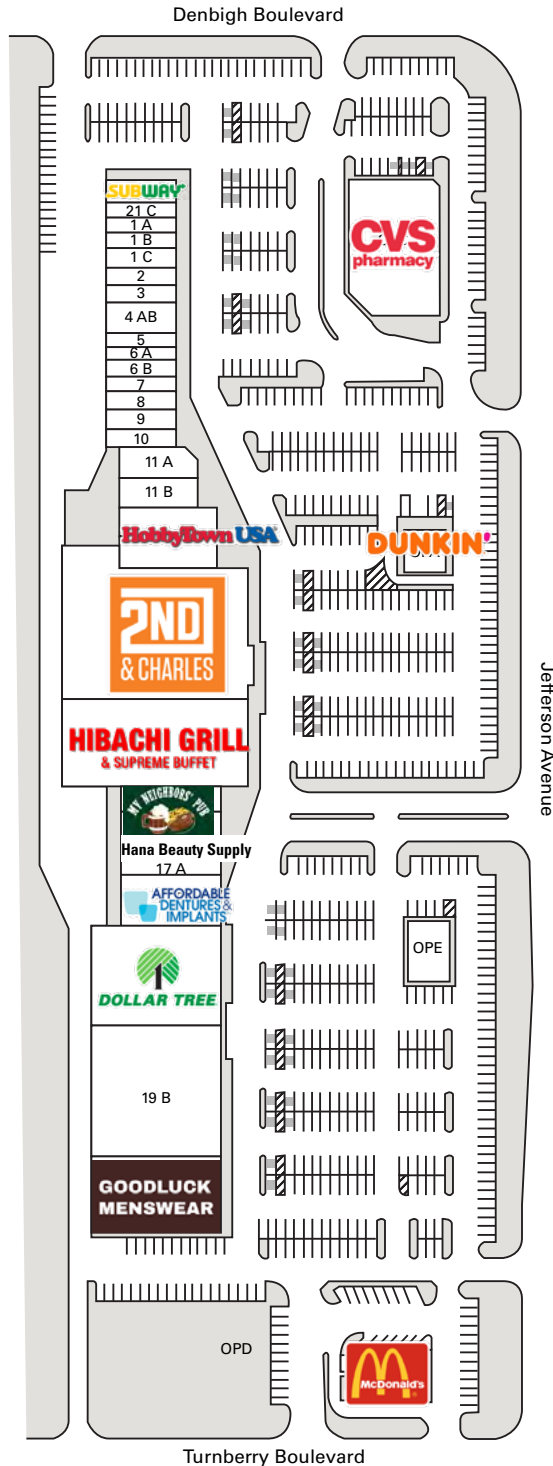 Denbigh Boulevard
SUBWAY
21 C
1 A
1 B
1 C
2
3
4 AB
5
6 A
6 B
7
8
9
10
11 A
11 B
CVS
pharmacy
HobbyTown USA
DUNKIN'
2ND
& CHARLES
HIBACHI GRILL
& SUPREME BUFFET
MY NEIGHBORS' PUB
Hana Beauty Supply
17 A
AFFORDABLE
DENTURES &
IMPLANTS
OPE
1
DOLLAR TREE
19 B
GOODLUCK
MENSWEAR
OPD
McDonald's
Jefferson Avenue
Turnberry Boulevard